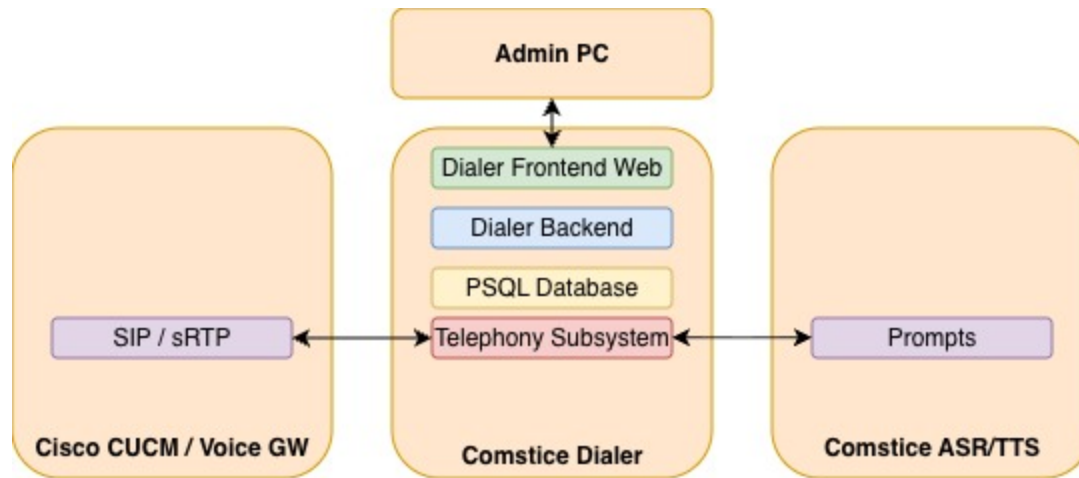 Admin PC
Dialer Frontend Web
Dialer Backend
PSQL Database
SIP / sRTP
Telephony Subsystem
Prompts
Cisco CUCM / Voice GW
Comstice Dialer
Comstice ASR/TTS